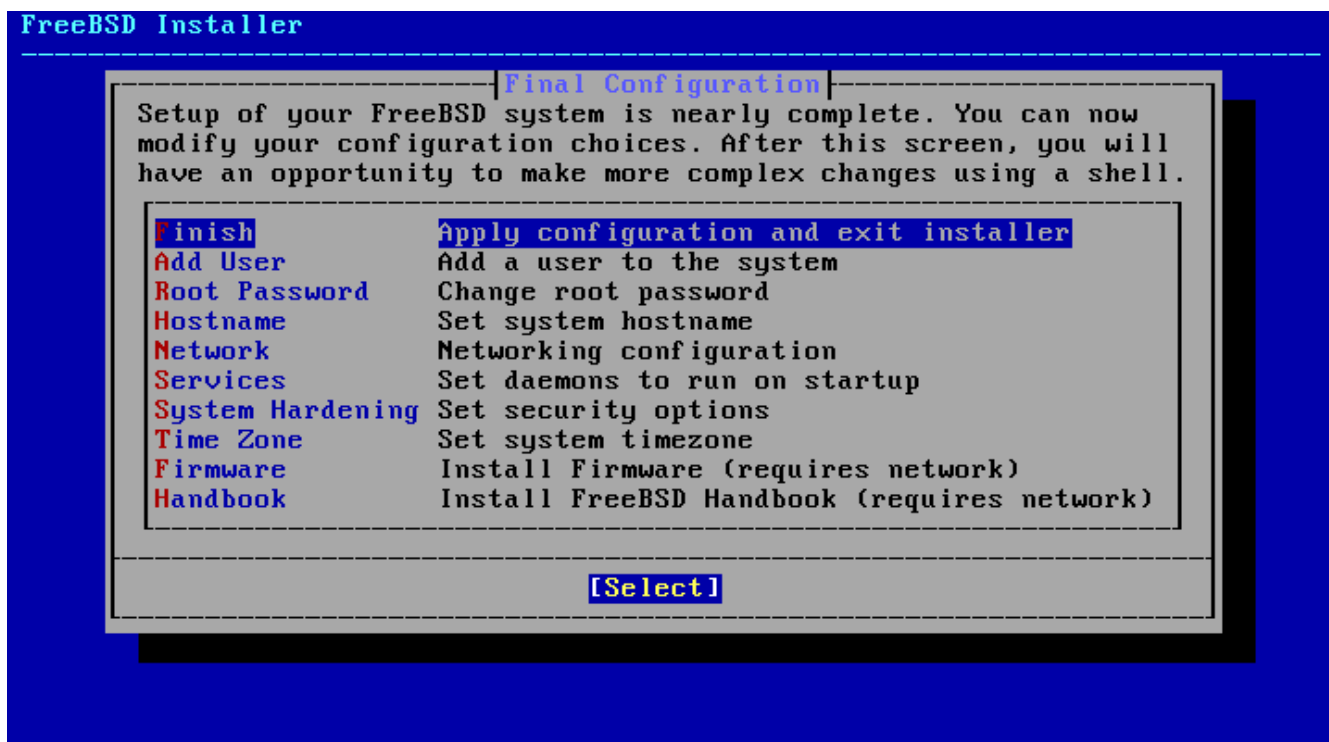 FreeBSD Installer
Final Configuration
Setup of your FreeBSD system is nearly complete. You can now
modify your configuration choices. After this screen, you will
have an opportunity to make more complex changes using a shell.
Finish Apply configuration and exit installer
Add User Add a user to the system
Root Password Change root password
Hostname Set system hostname
Network Networking configuration
Services Set daemons to run on startup
System Hardening Set security options
Time Zone Set system timezone
Firmware Install Firmware (requires network)
Handbook Install FreeBSD Handbook (requires network)
[Select]